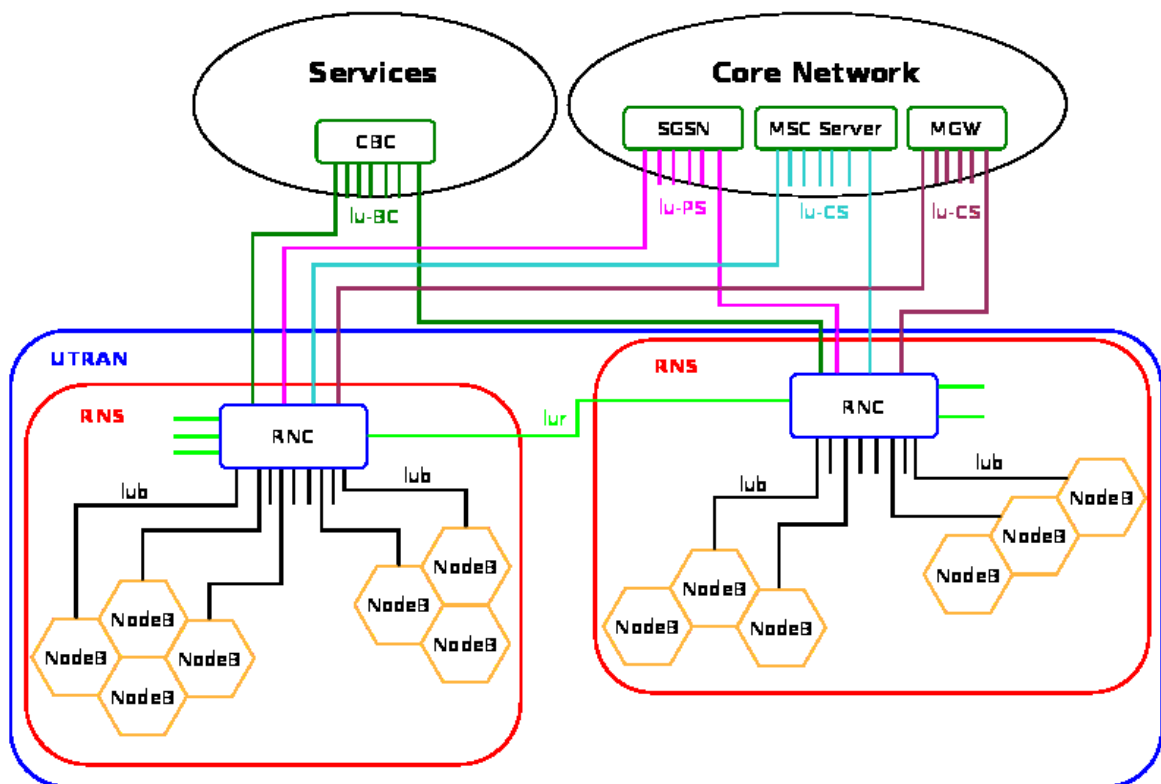 Services
Core Network
CBC
SGSN
MSC Server
MGW
Iu-BC
Iu-PS
Iu-CS
Iu-CS
UTRAN
RNS
RNS
RNC
RNC
Iur
Iub
Iub
Iub
Iub
NodeB
NodeB
NodeB
NodeB
NodeB
NodeB
NodeB
NodeB
NodeB
NodeB
NodeB
NodeB
NodeB